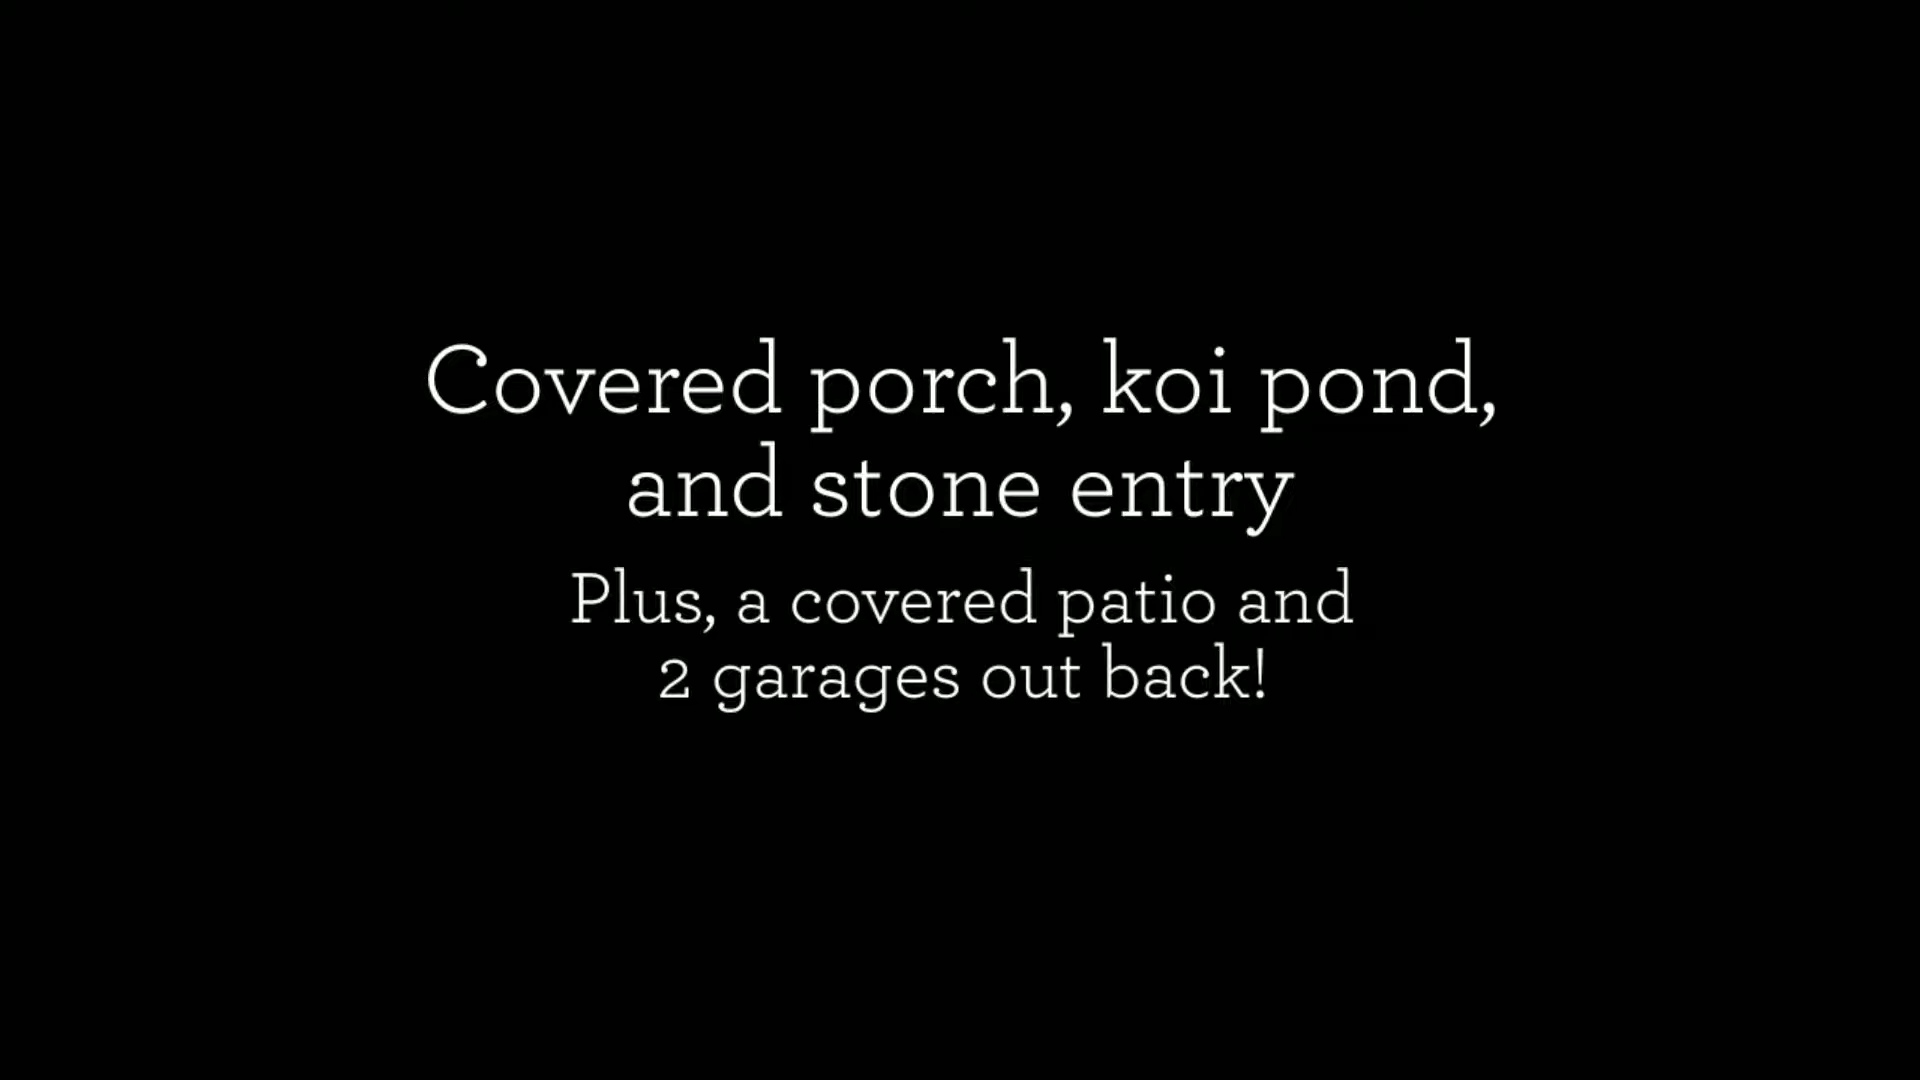 Covered porch, koi pond,
and stone entry
Plus, a covered patio and
2 garages out back!